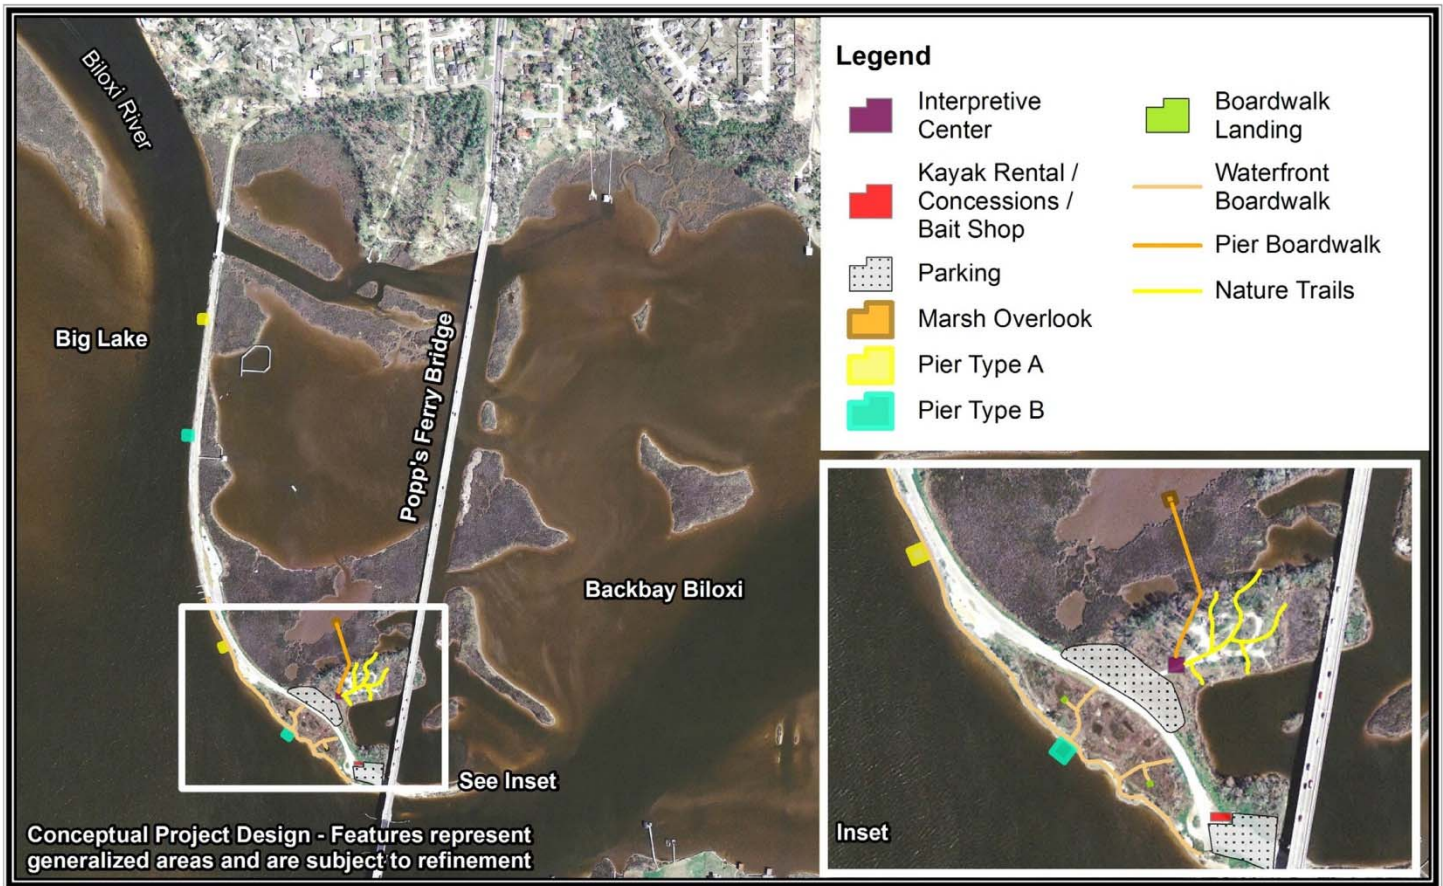 Biloxi River
Big Lake
Popp's Ferry Bridge
Backbay Biloxi
See Inset
Conceptual Project Design - Features represent
generalized areas and are subject to refinement
Legend
Interpretive
Center
Kayak Rental /
Concessions /
Bait Shop
Parking
Marsh Overlook
Pier Type A
Pier Type B
Boardwalk
Landing
Waterfront
Boardwalk
Pier Boardwalk
Nature Trails
Inset